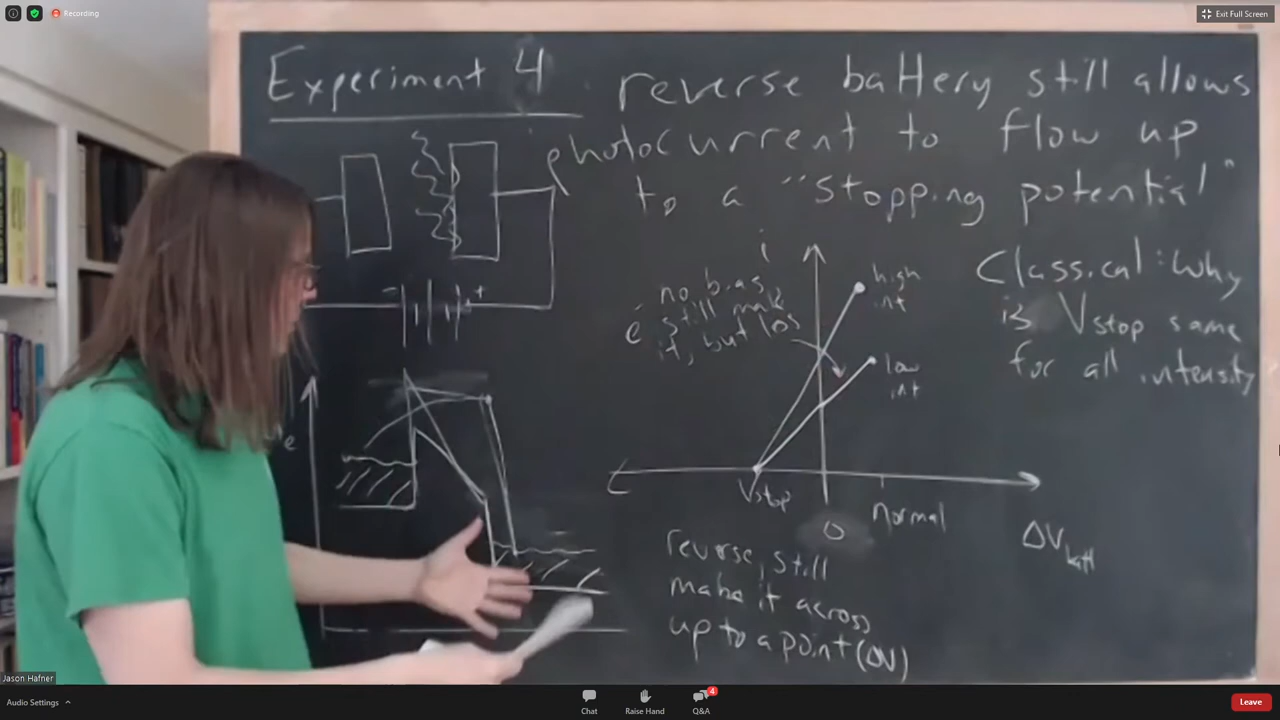 Recording
Exit Full Screen
Experiment 4
reverse battery still allows
photocurrent to flow up
to a "stopping potential"
i
high
int
no bias,
e⁻ still make
it, but less
low
int
Classical: Why
is Vstop same
for all intensity
- +
e
Vstop
0
normal
ΔVbatt
reverse, still
make it across
up to a point (ΔV)
Jason Hafner
Audio Settings
Chat
Raise Hand
4
Q&A
Leave